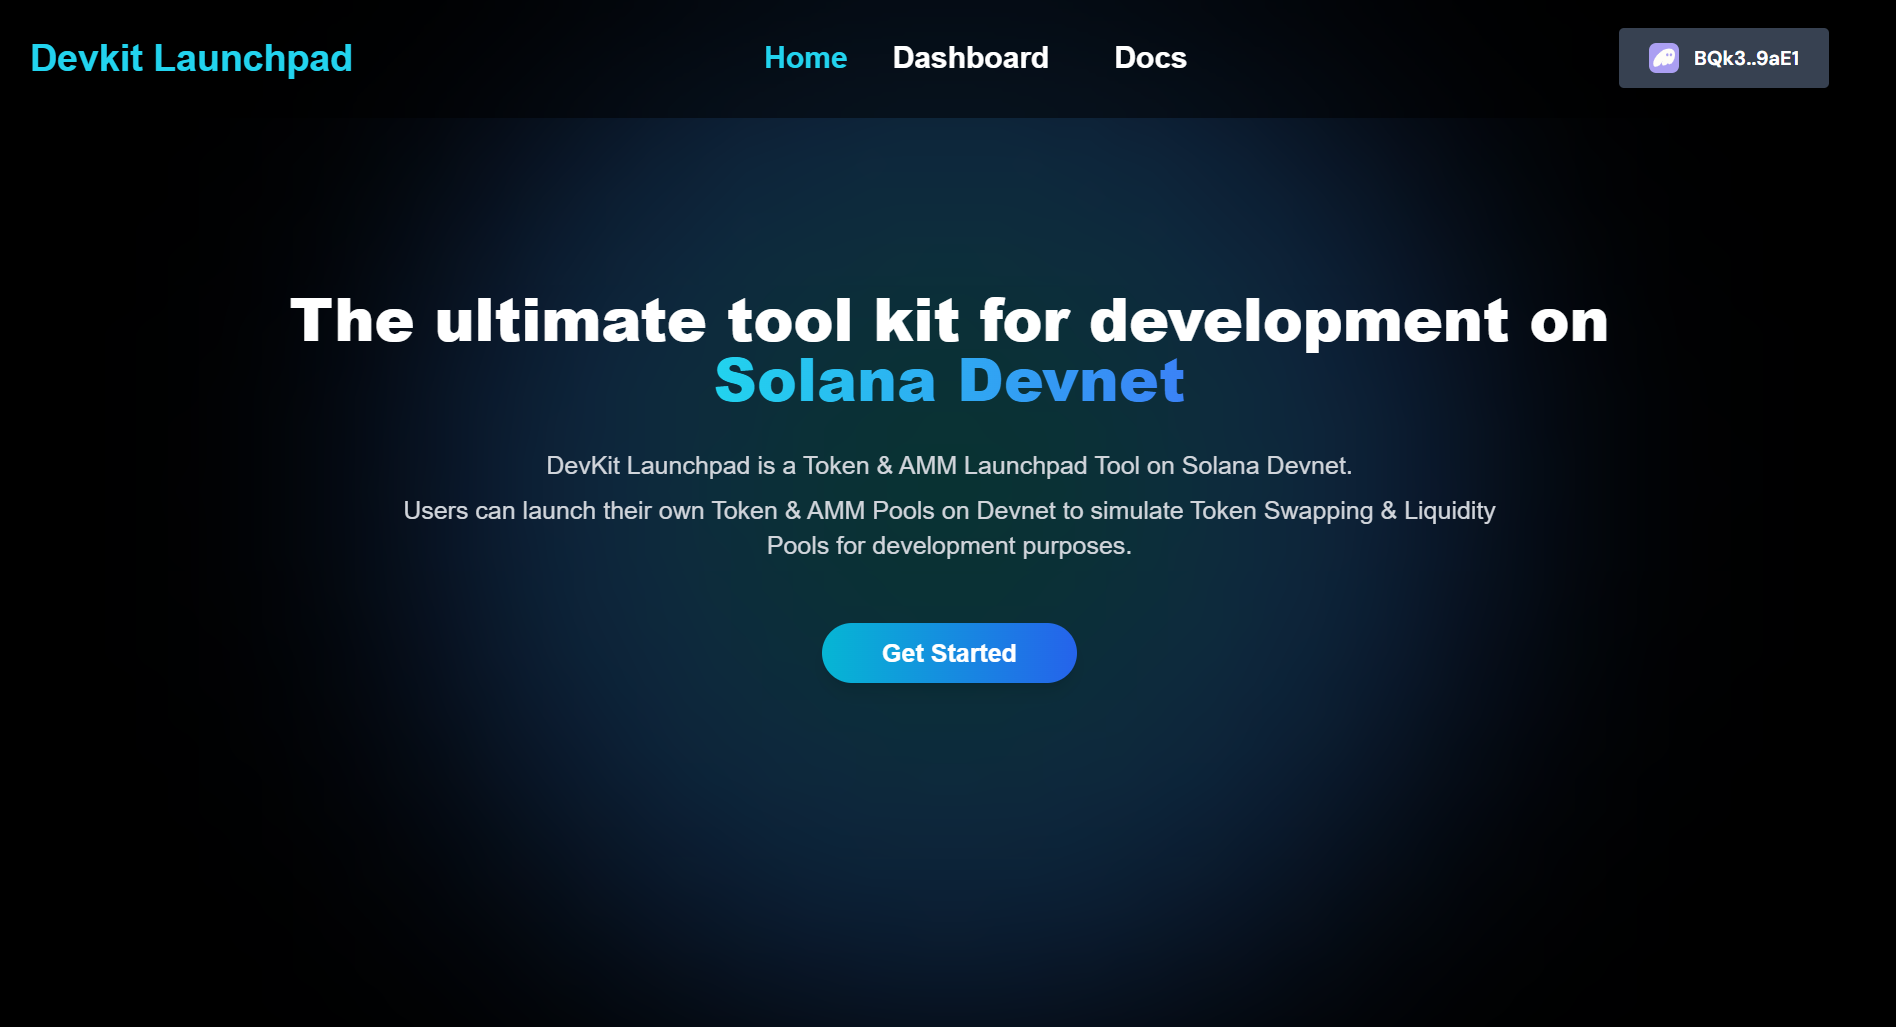 Devkit Launchpad
Home Dashboard Docs
BQk3..9aE1
The ultimate tool kit for development on
Solana Devnet
DevKit Launchpad is a Token & AMM Launchpad Tool on Solana Devnet.
Users can launch their own Token & AMM Pools on Devnet to simulate Token Swapping & Liquidity
Pools for development purposes.
Get Started